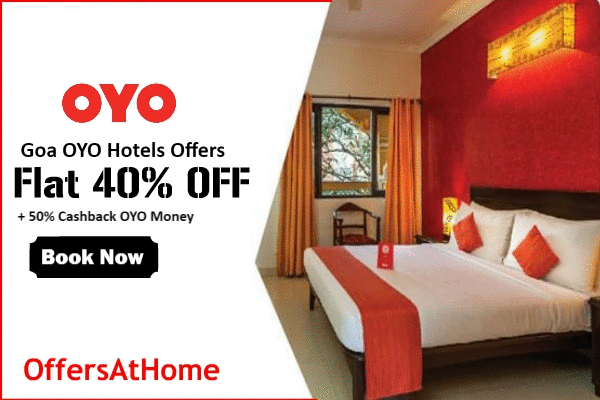 OYO
Goa OYO Hotels Offers
Flat 40% OFF
+ 50% Cashback OYO Money
Book Now
OffersAtHome